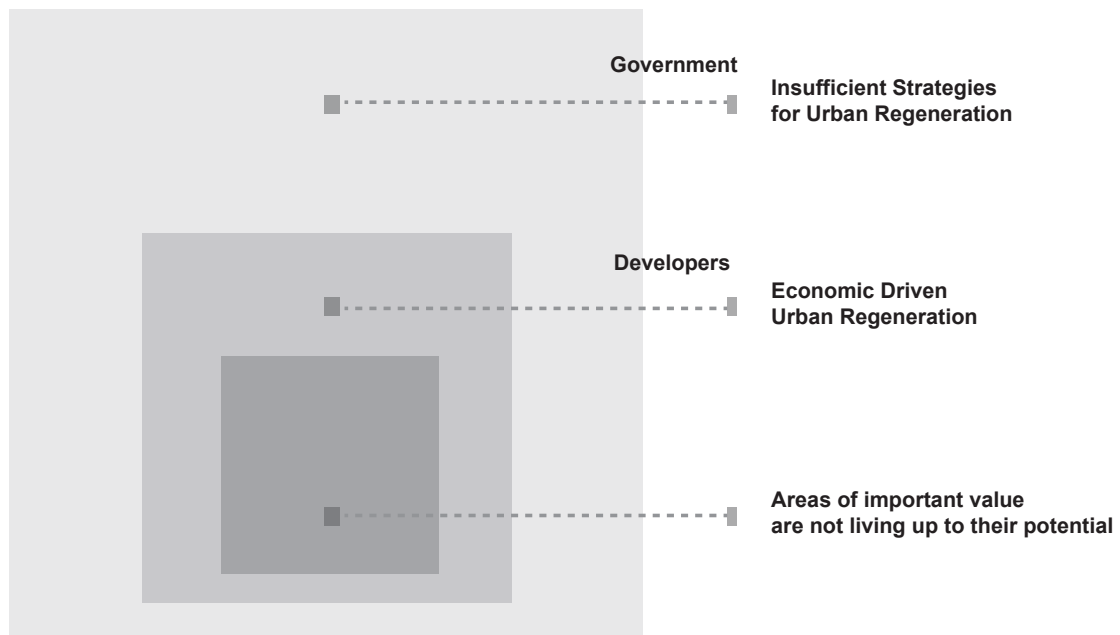 Government
Insufficient Strategies
for Urban Regeneration
Developers
Economic Driven
Urban Regeneration
Areas of important value
are not living up to their potential